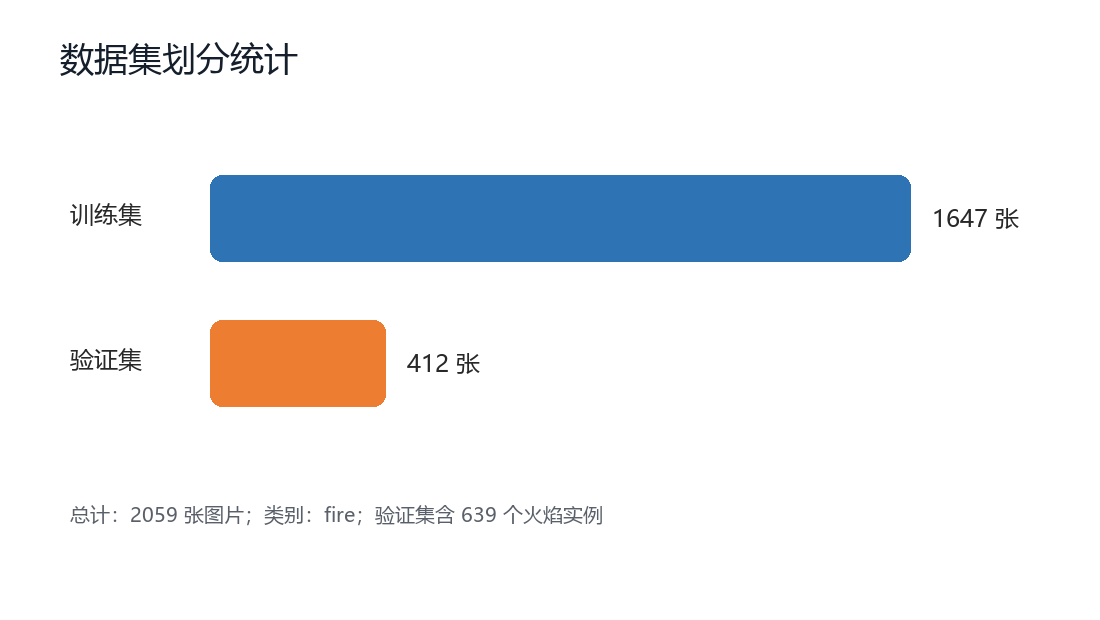 数据集划分统计
训练集
1647 张
验证集
412 张
总计：2059 张图片；类别：fire；验证集含 639 个火焰实例